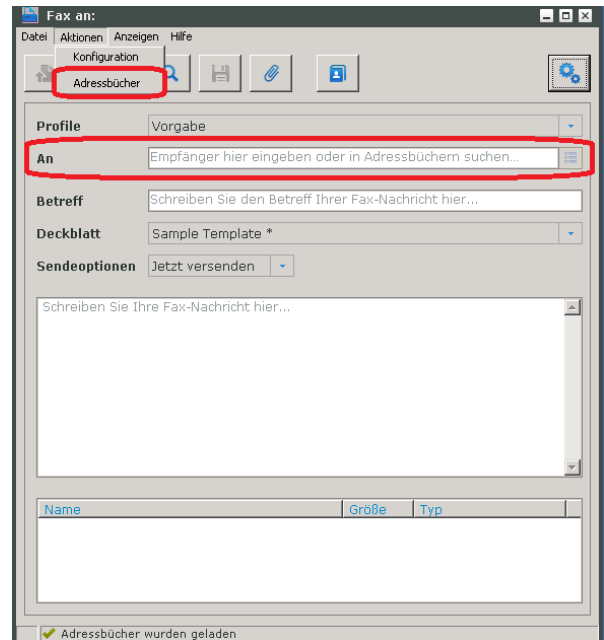 Fax an:
Datei Aktionen Anzeigen Hilfe
Konfiguration
Adressbücher
Profile Vorgabe
An Empfänger hier eingeben oder in Adressbüchern suchen...
Betreff Schreiben Sie den Betreff Ihrer Fax-Nachricht hier...
Deckblatt Sample Template *
Sendeoptionen Jetzt versenden
Schreiben Sie Ihre Fax-Nachricht hier...
Name Größe Typ
Adressbücher wurden geladen